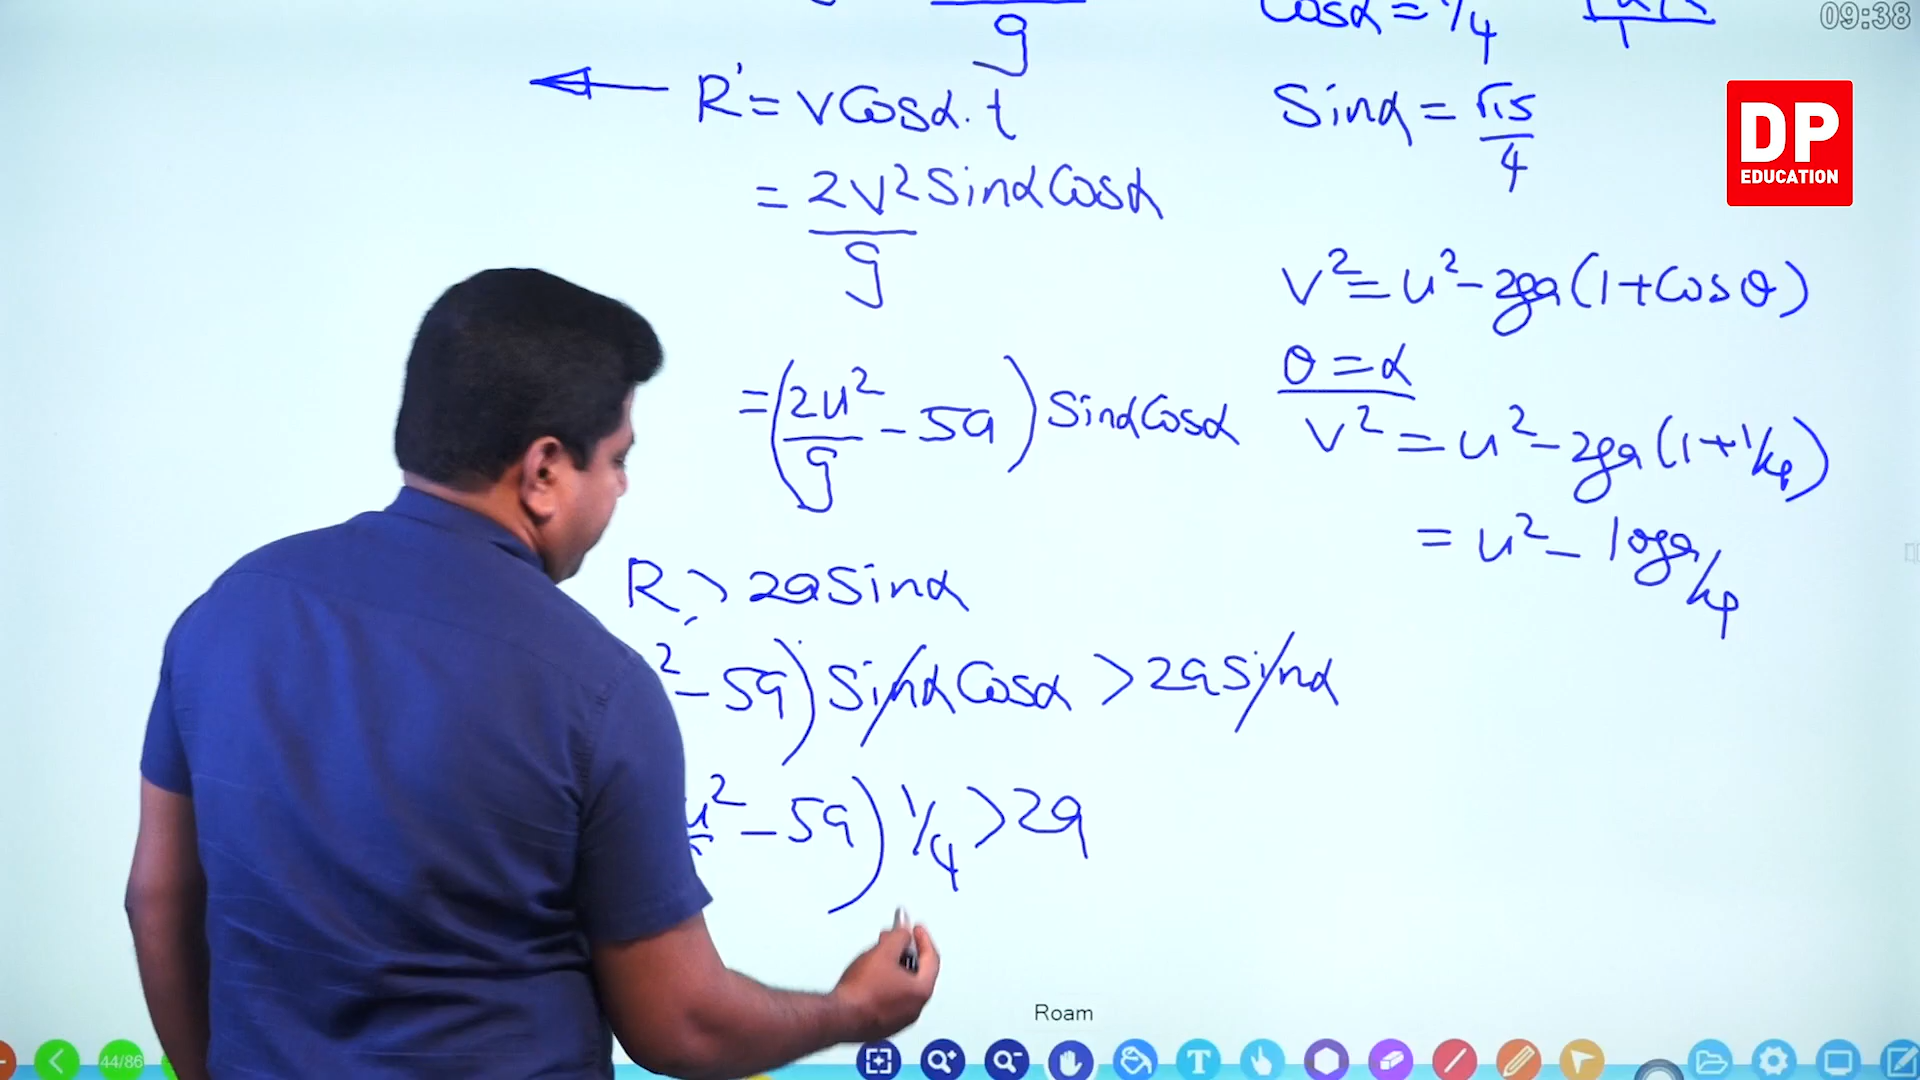 g
Cosα = 1/4
09:38
R' = VCosα.t
Sinα = √15/4
DP
EDUCATION
= 2V²SinαCosα/g
V² = u² - 2ga(1+Cosθ)
θ = α
= (2u²/g - 5a) SinαCosα
V² = u² - 2ga(1+1/4)
= u² - 10ga/4
R > 2aSinα
² - 5a) SinαCosα > 2aSinα
u² - 5a) 1/4 > 2a
Roam
44/86
T